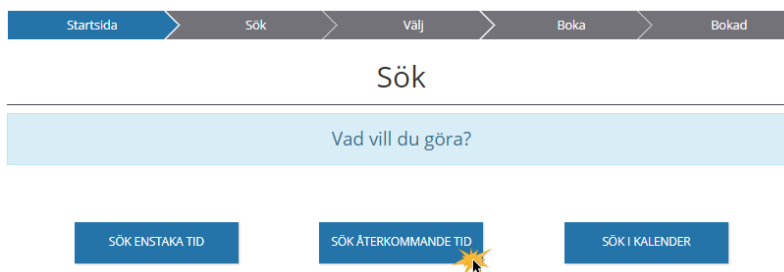 Startsida Sök Välj Boka Bokad
Sök
Vad vill du göra?
SÖK ENSTAKA TID SÖK ÅTERKOMMANDE TID SÖK I KALENDER